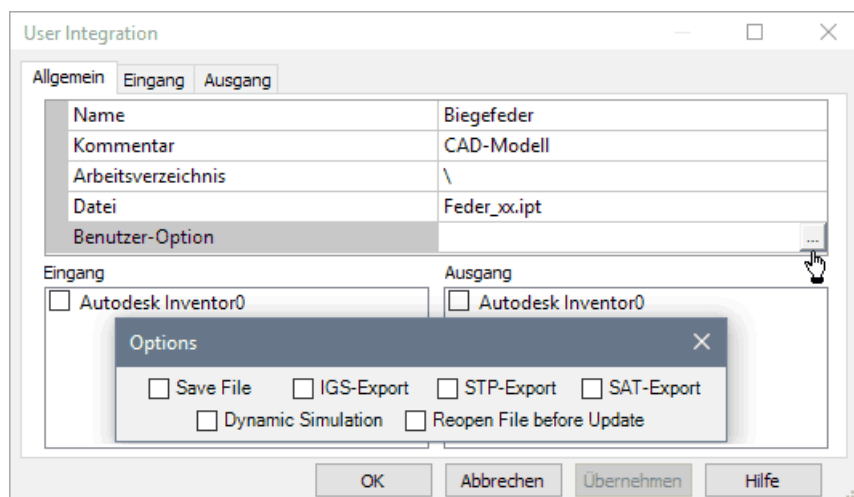 User Integration
Allgemein Eingang Ausgang
Name Biegefeder
Kommentar CAD-Modell
Arbeitsverzeichnis \
Datei Feder_xx.ipt
Benutzer-Option ...
Eingang Ausgang
Autodesk Inventor0 Autodesk Inventor0
Options
Save File IGS-Export STP-Export SAT-Export
Dynamic Simulation Reopen File before Update
OK Abbrechen Übernehmen Hilfe